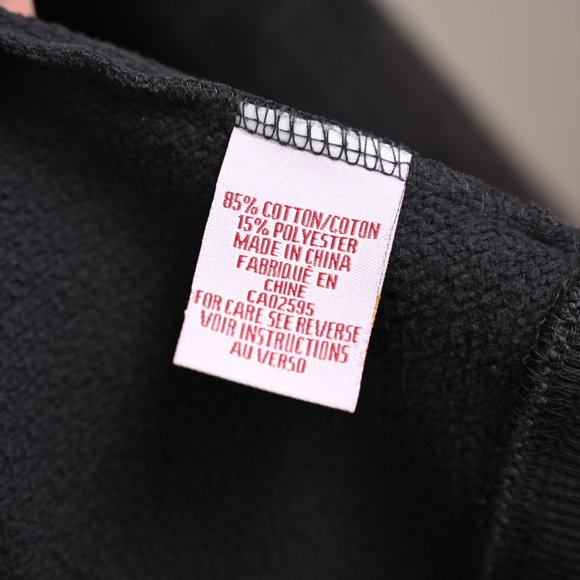 85% COTTON/COTON
15% POLYESTER
MADE IN CHINA
FABRIQUÉ EN
CHINE
CA02595
FOR CARE SEE REVERSE
VOIR INSTRUCTIONS
AU VERSO